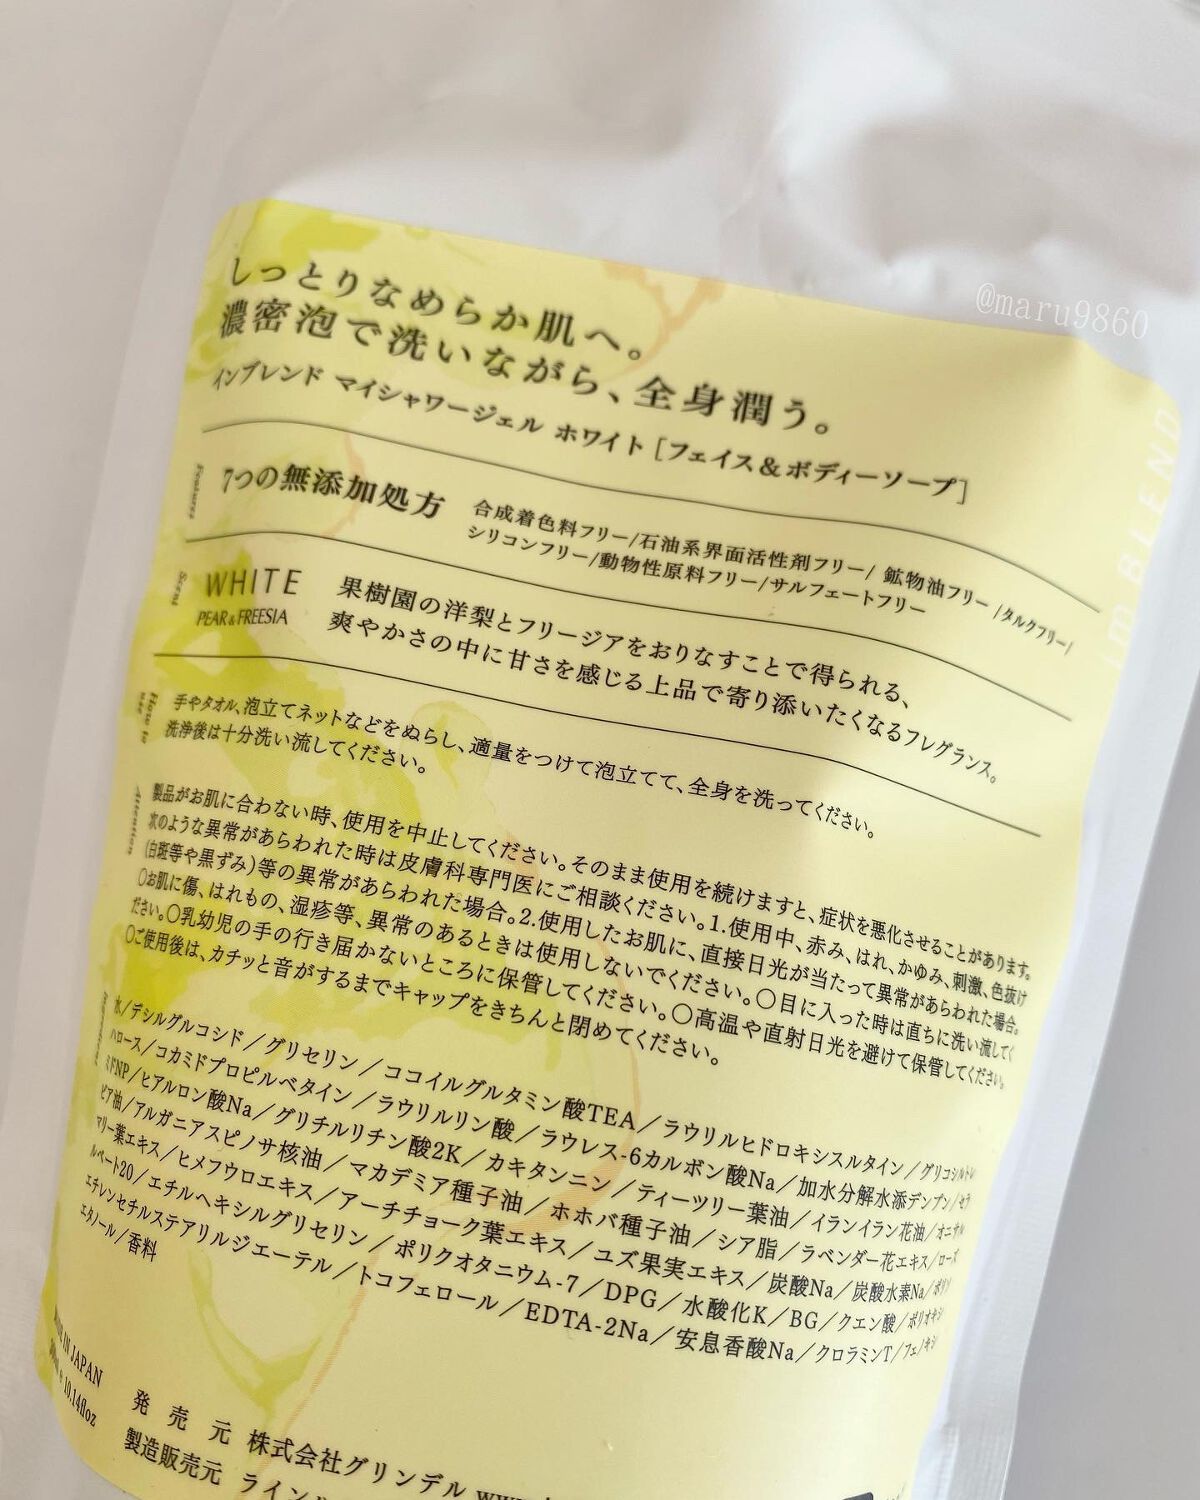 @maru9860
im BLEND
しっとりなめらか肌へ。
濃密泡で洗いながら、全身潤う。
インブレンド マイシャワージェル ホワイト［フェイス＆ボディーソープ］
Features
7つの無添加処方
合成着色料フリー/石油系界面活性剤フリー/ 鉱物油フリー /タルクフリー/
シリコンフリー/動物性原料フリー/サルフェートフリー
Scent
WHITE
PEAR&FREESIA
果樹園の洋梨とフリージアをおりなすことで得られる、
爽やかさの中に甘さを感じる上品で寄り添いたくなるフレグランス。
How to
use
手やタオル、泡立てネットなどをぬらし、適量をつけて泡立てて、全身を洗ってください。
洗浄後は十分洗い流してください。
Attention
製品がお肌に合わない時、使用を中止してください。そのまま使用を続けますと、症状を悪化させることがあります。
次のような異常があらわれた時は皮膚科専門医にご相談ください。1.使用中、赤み、はれ、かゆみ、刺激、色抜け
(白斑等や黒ずみ)等の異常があらわれた場合。2.使用したお肌に、直接日光が当たって異常があらわれた場合。
〇お肌に傷、はれもの、湿疹等、異常のあるときは使用しないでください。〇目に入った時は直ちに洗い流してく
ださい。〇乳幼児の手の行き届かないところに保管してください。〇高温や直射日光を避けて保管してください。
〇ご使用後は、カチッと音がするまでキャップをきちんと閉めてください。
水／デシルグルコシド／グリセリン／ココイルグルタミン酸TEA／ラウリルヒドロキシスルタイン／グリコシルトレ
ハロース／コカミドプロピルベタイン／ラウリルリン酸／ラウレス-6カルボン酸Na／加水分解水添デンプン／セラ
ミドNP／ヒアルロン酸Na／グリチルリチン酸2K／カキタンニン／ティーツリー葉油／イランイラン花油／オニサル
ビア油／アルガニアスピノサ核油／マカデミア種子油／ホホバ種子油／シア脂／ラベンダー花エキス／ローズ
マリー葉エキス／ヒメフウロエキス／アーチチョーク葉エキス／ユズ果実エキス／炭酸Na／炭酸水素Na／ポリソ
ルベート20／エチルヘキシルグリセリン／ポリクオタニウム-7／DPG／水酸化K／BG／クエン酸／ポリオキシ
エチレンセチルステアリルジエーテル／トコフェロール／EDTA-2Na／安息香酸Na／クロラミンT／フェノキシ
エタノール／香料
MADE IN JAPAN
10.14floz
発売元 株式会社グリンデル www.
製造販売元 ライン